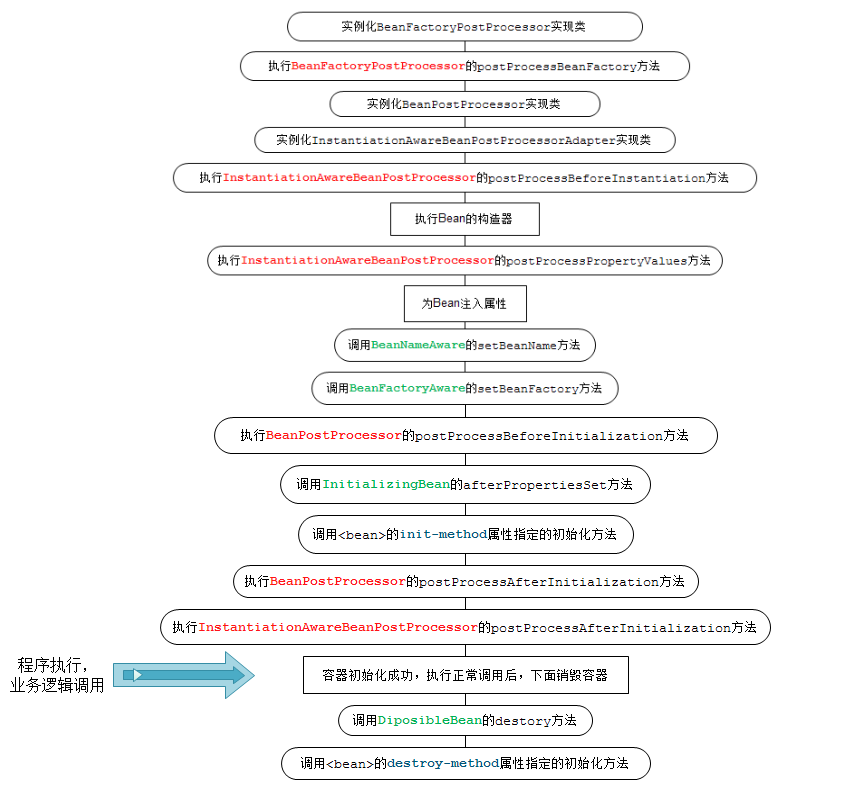 实例化BeanFactoryPostProcessor实现类
执行BeanFactoryPostProcessor的postProcessBeanFactory方法
实例化BeanPostProcessor实现类
实例化InstantiationAwareBeanPostProcessorAdapter实现类
执行InstantiationAwareBeanPostProcessor的postProcessBeforeInstantiation方法
执行Bean的构造器
执行InstantiationAwareBeanPostProcessor的postProcessPropertyValues方法
为Bean注入属性
调用BeanNameAware的setBeanName方法
调用BeanFactoryAware的setBeanFactory方法
执行BeanPostProcessor的postProcessBeforeInitialization方法
调用InitializingBean的afterPropertiesSet方法
调用<bean>的init-method属性指定的初始化方法
执行BeanPostProcessor的postProcessAfterInitialization方法
执行InstantiationAwareBeanPostProcessor的postProcessAfterInitialization方法
程序执行，
业务逻辑调用
容器初始化成功，执行正常调用后，下面销毁容器
调用DiposibleBean的destory方法
调用<bean>的destroy-method属性指定的初始化方法